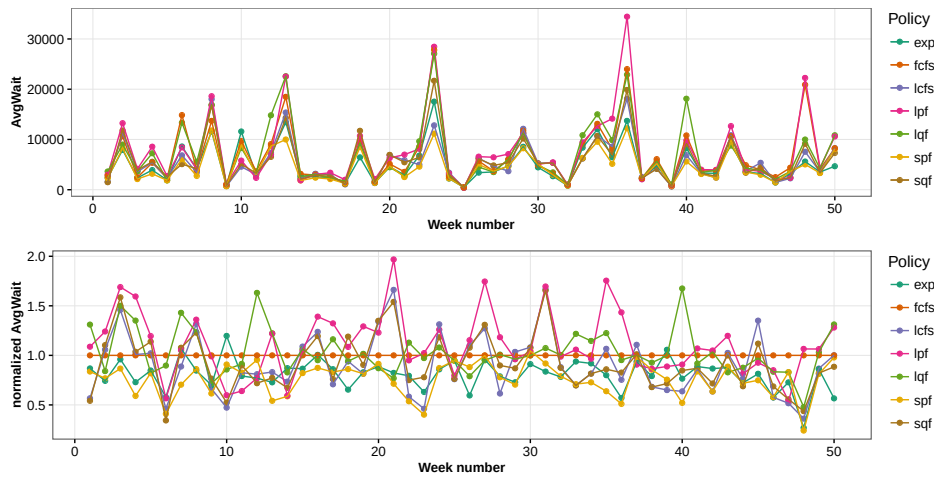 AvgWait
30000
20000
10000
0
0
10
20
30
40
50
Week number
Policy
exp
fcfs
lcfs
lpf
lqf
spf
sqf
normalized AvgWait
2.0
1.5
1.0
0.5
0
10
20
30
40
50
Week number
Policy
exp
fcfs
lcfs
lpf
lqf
spf
sqf